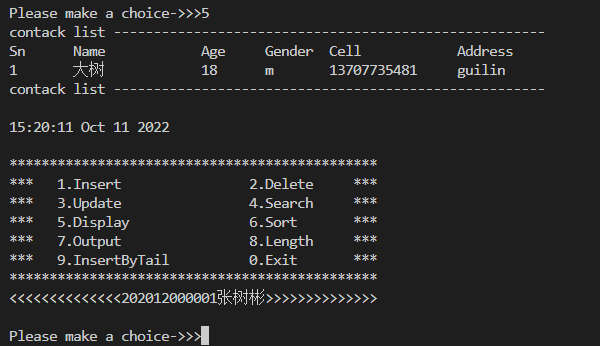 Please make a choice->>>5
contack list ------------------------------------------------------
Sn      Name            Age     Gender  Cell            Address
1       大树            18      m       13707735481     guilin
contack list ------------------------------------------------------
15:20:11 Oct 11 2022
**********************************************
***   1.Insert                2.Delete     ***
***   3.Update                4.Search     ***
***   5.Display               6.Sort       ***
***   7.Output                8.Length     ***
***   9.InsertByTail          0.Exit       ***
**********************************************
<<<<<<<<<<<<<<202012000001张树彬>>>>>>>>>>>>>>
Please make a choice->>>